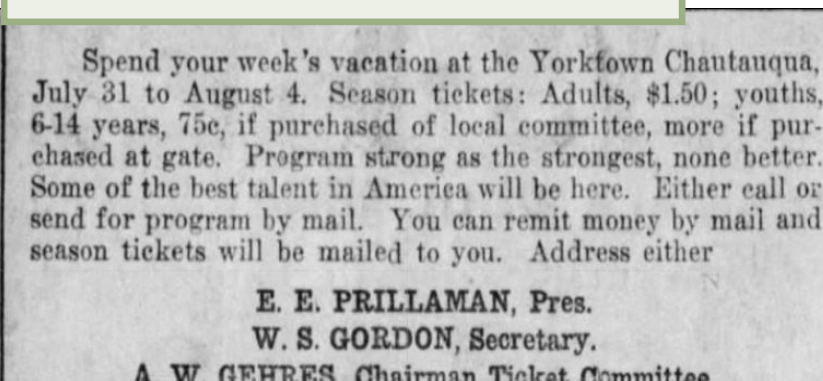 Spend your week's vacation at the Yorktown Chautauqua,
July 31 to August 4. Season tickets: Adults, $1.50; youths,
6-14 years, 75c, if purchased of local committee, more if pur-
chased at gate. Program strong as the strongest, none better.
Some of the best talent in America will be here. Either call or
send for program by mail. You can remit money by mail and
season tickets will be mailed to you. Address either
E. E. PRILLAMAN, Pres.
W. S. GORDON, Secretary.
A. W. GEHRES, Chairman Ticket Committee